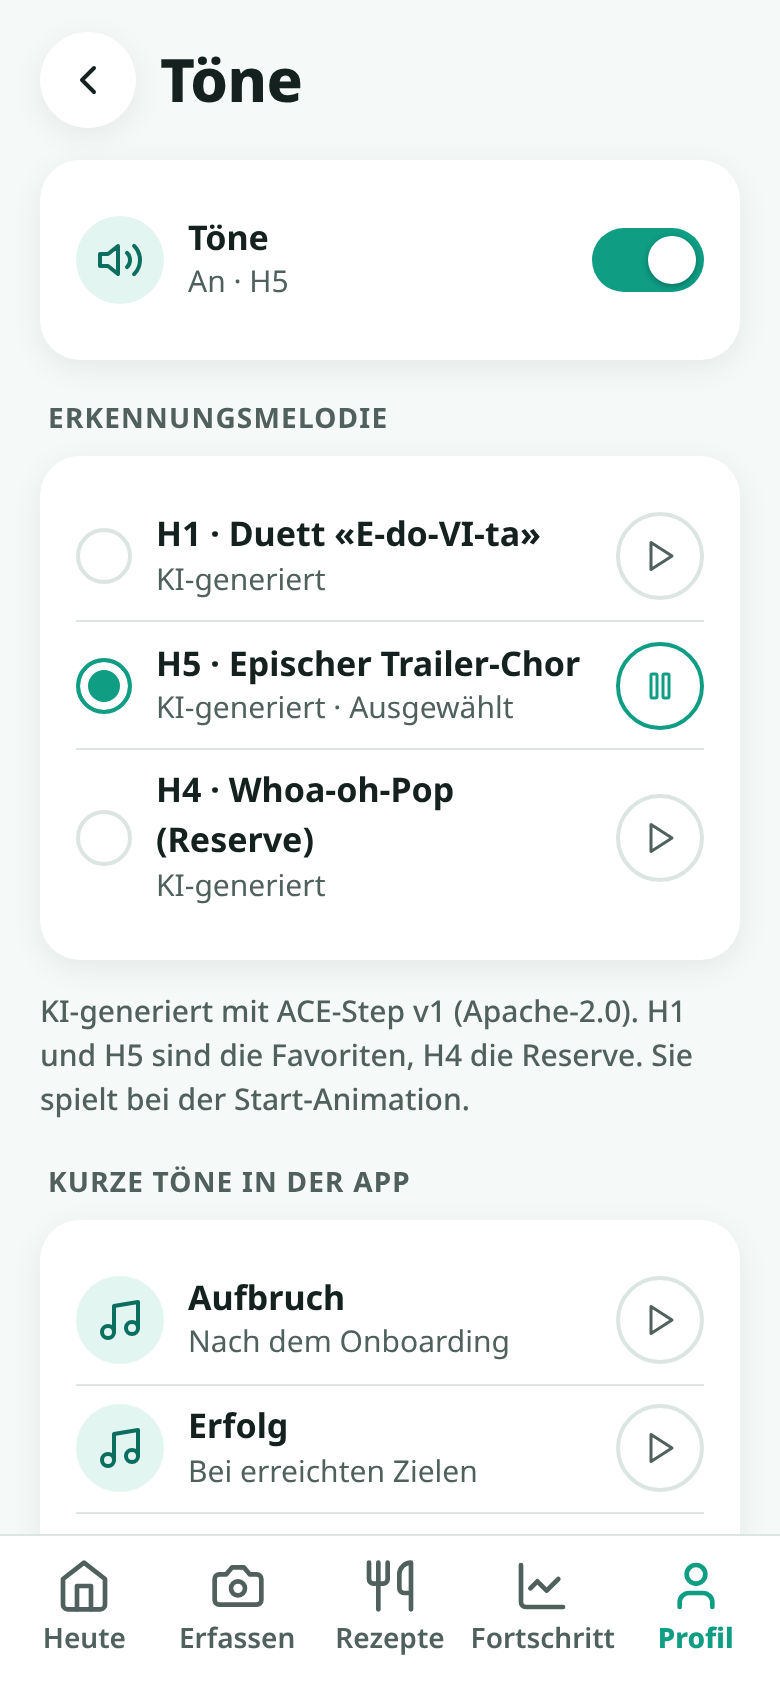 Töne
Töne
An · H5
ERKENNUNGSMELODIE
H1 · Duett «E-do-VI-ta»
KI-generiert
H5 · Epischer Trailer-Chor
KI-generiert · Ausgewählt
H4 · Whoa-oh-Pop
(Reserve)
KI-generiert
KI-generiert mit ACE-Step v1 (Apache-2.0). H1
und H5 sind die Favoriten, H4 die Reserve. Sie
spielt bei der Start-Animation.
KURZE TÖNE IN DER APP
Aufbruch
Nach dem Onboarding
Erfolg
Bei erreichten Zielen
Heute
Erfassen
Rezepte
Fortschritt
Profil